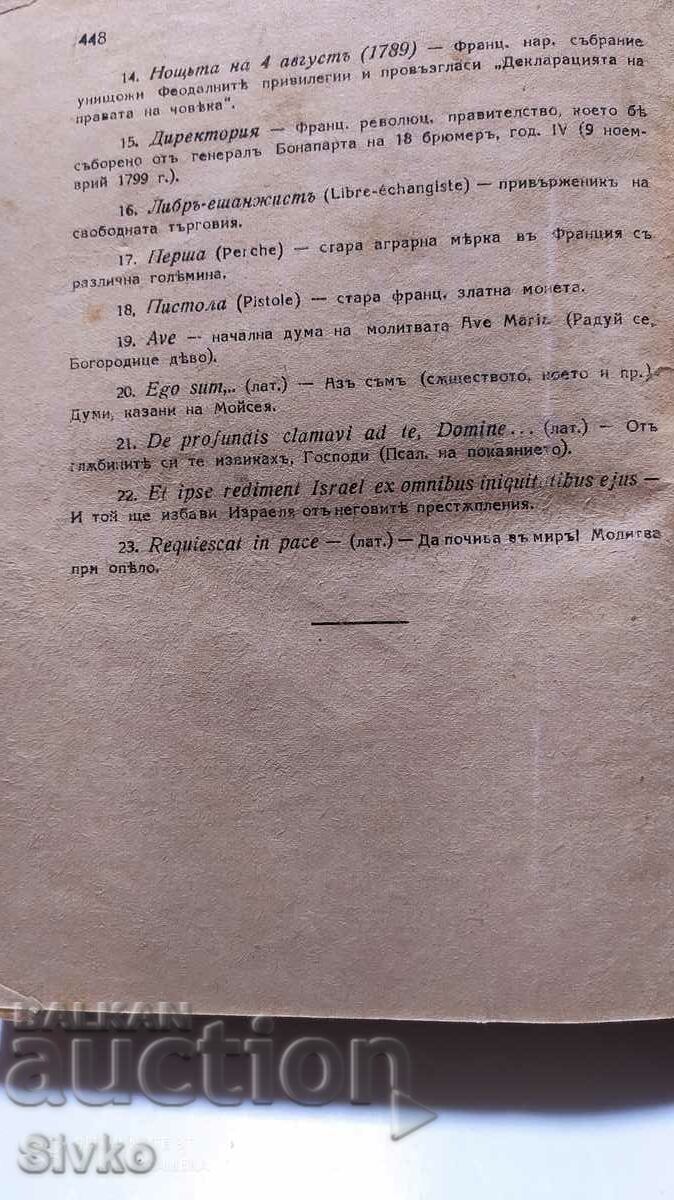 448
14. Нощьта на 4 августъ (1789) — Франц. нар. събрание
унищожи Феодалнитѣ привилегии и провъзгласи „Декларацията на
правата на човѣка“.
15. Директория — Франц. революц. правителство, което бѣ
съборено отъ генералъ Бонапарта на 18 брюмеръ, год. IV (9 ноем-
врий 1799 г.).
16. Либръ-ешанжистъ (Libre-échangiste) — привърженикъ на
свободната търговия.
17. Перша (Perche) — стара аграрна мѣрка въ Франция съ
различна голѣмина.
18, Пистола (Pistole) — стара франц. златна монета.
19. Ave — начална дума на молитвата Ave Maria (Радуй се,
Богородице дѣво).
20. Ego sum,.. (лат.) — Азъ съмъ (сѫществото, което и пр.)
Думи, казани на Мойсея.
21. De profundis clamavi ad te, Domine... (лат.) — Отъ
глѫбинитѣ си те извикахъ, Господи (Псал. на покаянието).
22. Et ipse rediment Israel ex omnibus iniquitatibus ejus —
И той ще избави Израеля отъ неговитѣ престѫпления.
23. Requiescat in pace — (лат.) — Да почива въ миръ! Молитва
при опѣло.
BALKAN
auction
Sivko